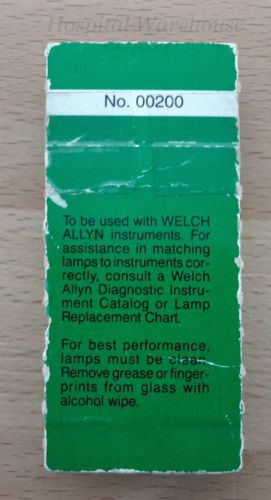 Hospital Warehouse
No. 00200
To be used with WELCH
ALLYN instruments. For
assistance in matching
lamps to instruments cor-
rectly, consult a Welch
Allyn Diagnostic Instru-
ment Catalog or Lamp
Replacement Chart.
For best performance,
lamps must be clean.
Remove grease or finger-
prints from glass with
alcohol wipe.